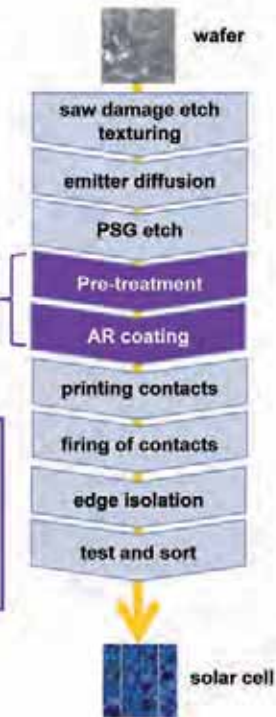 wafer
saw damage etch
texturing
emitter diffusion
PSG etch
Pre-treatment
AR coating
printing contacts
firing of contacts
edge isolation
test and sort
solar cell